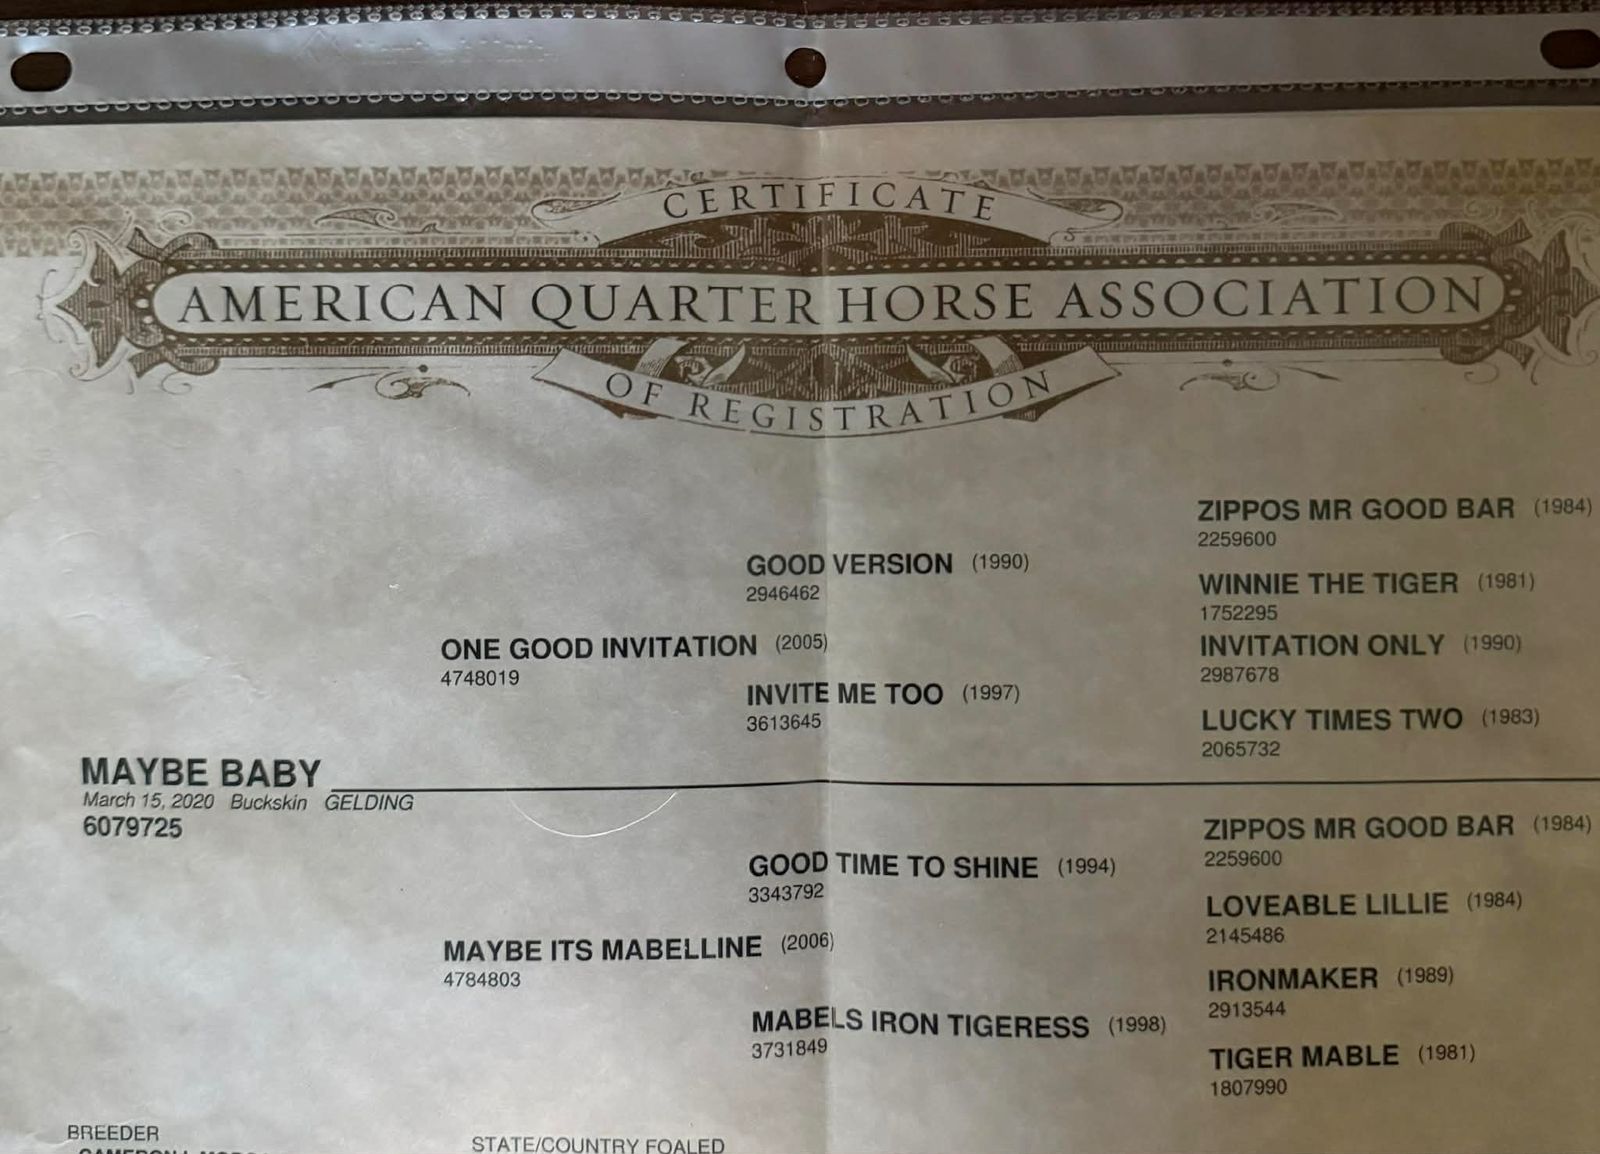 CERTIFICATE
AMERICAN QUARTER HORSE ASSOCIATION
OF REGISTRATION
ZIPPOS MR GOOD BAR (1984)
2259600
GOOD VERSION (1990)
2946462
WINNIE THE TIGER (1981)
1752295
ONE GOOD INVITATION (2005)
4748019
INVITATION ONLY (1990)
2987678
INVITE ME TOO (1997)
3613645
LUCKY TIMES TWO (1983)
2065732
MAYBE BABY
March 15, 2020 Buckskin GELDING
6079725
ZIPPOS MR GOOD BAR (1984)
2259600
GOOD TIME TO SHINE (1994)
3343792
LOVEABLE LILLIE (1984)
2145486
MAYBE ITS MABELLINE (2006)
4784803
IRONMAKER (1989)
2913544
MABELS IRON TIGERESS (1998)
3731849
TIGER MABLE (1981)
1807990
BREEDER
STATE/COUNTRY FOALED